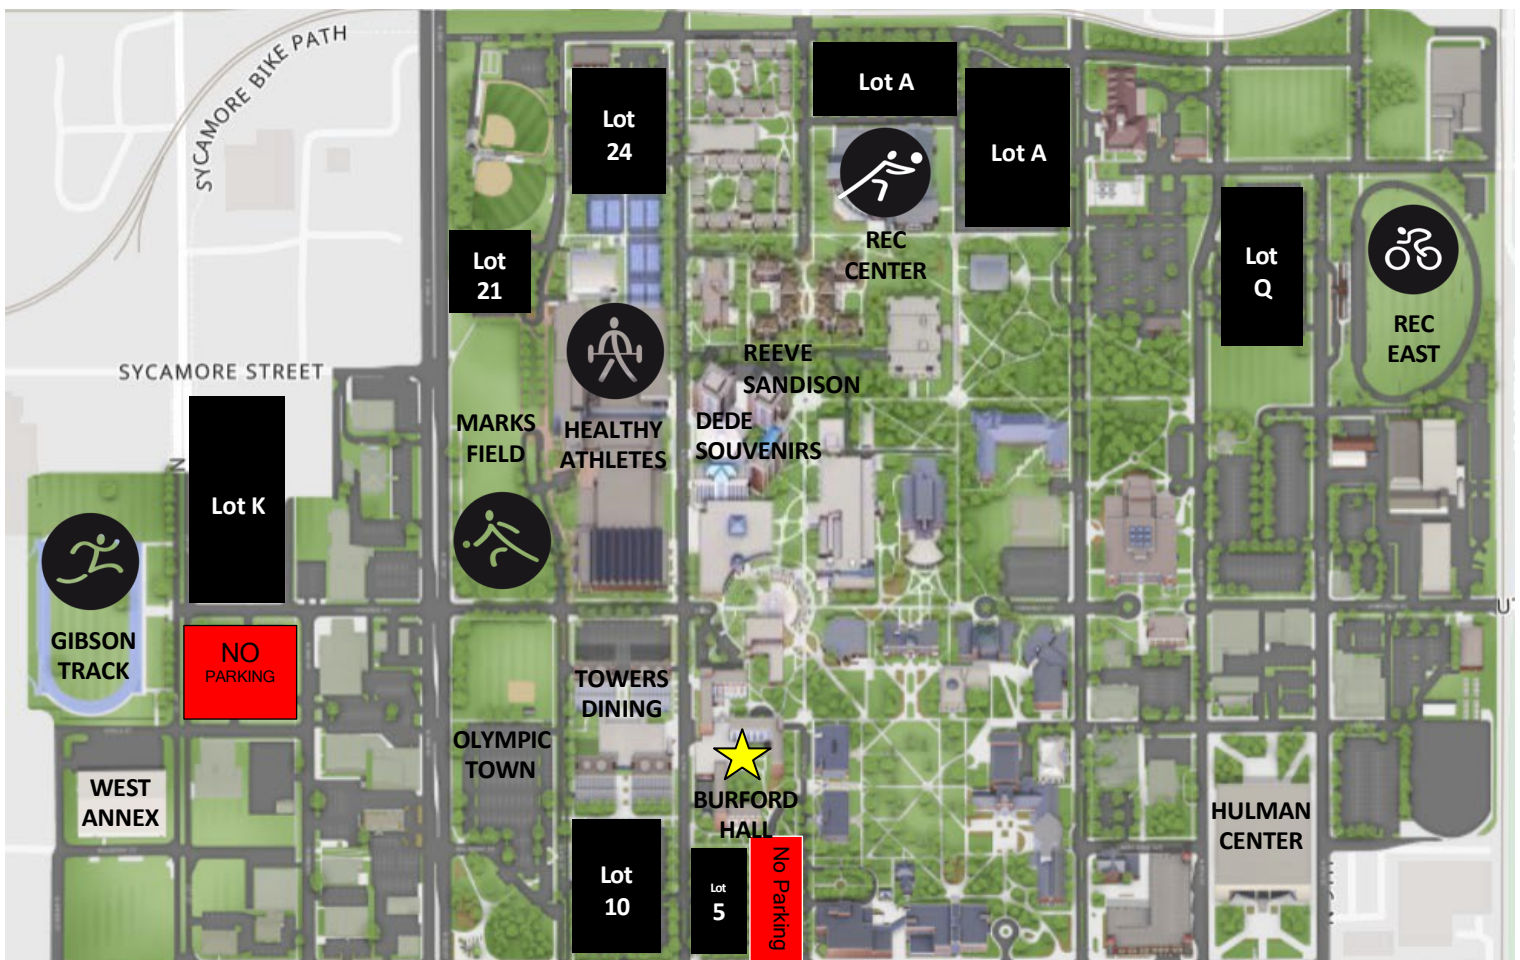 SYCAMORE BIKE PATH
Lot A
Lot
24
Lot A
REC
CENTER
Lot
21
Lot
Q
REC
EAST
SYCAMORE STREET
REEVE
SANDISON
MARKS
FIELD
HEALTHY
ATHLETES
DEDE
SOUVENIRS
N
Lot K
GIBSON
TRACK
NO
PARKING
TOWERS
DINING
OLYMPIC
TOWN
WEST
ANNEX
BURFORD
HALL
HULMAN
CENTER
Lot
10
Lot
5
No Parking